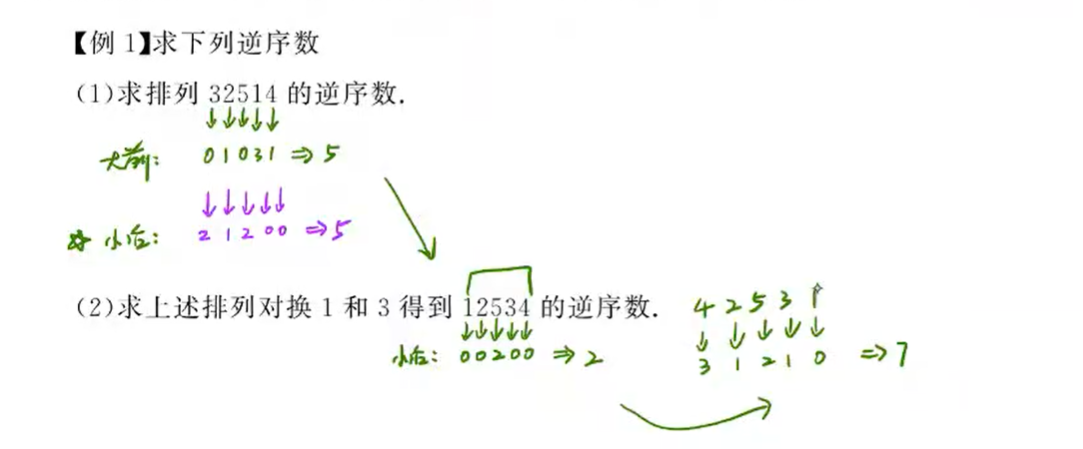 【例 1】求下列逆序数
(1)求排列 32514 的逆序数.
大前: 0 1 0 3 1 ⇒ 5
☆ 小后: 2 1 2 0 0 ⇒ 5
(2)求上述排列对换 1 和 3 得到 12534 的逆序数. 4 2 5 3 1
小后: 0 0 2 0 0 ⇒ 2 3 1 2 1 0 ⇒ 7